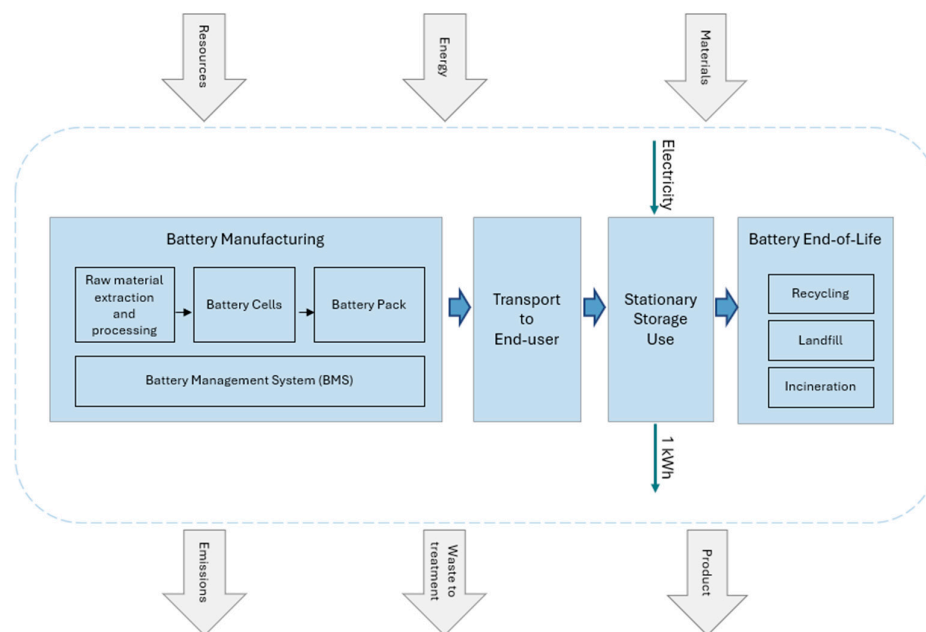 Resources
Energy
Materials
Electricity
Battery Manufacturing
Raw material
extraction
and
processing
Battery Cells
Battery Pack
Battery Management System (BMS)
Transport
to
End-user
Stationary
Storage
Use
Battery End-of-Life
Recycling
Landfill
Incineration
1 kWh
Emissions
Waste to
treatment
Product